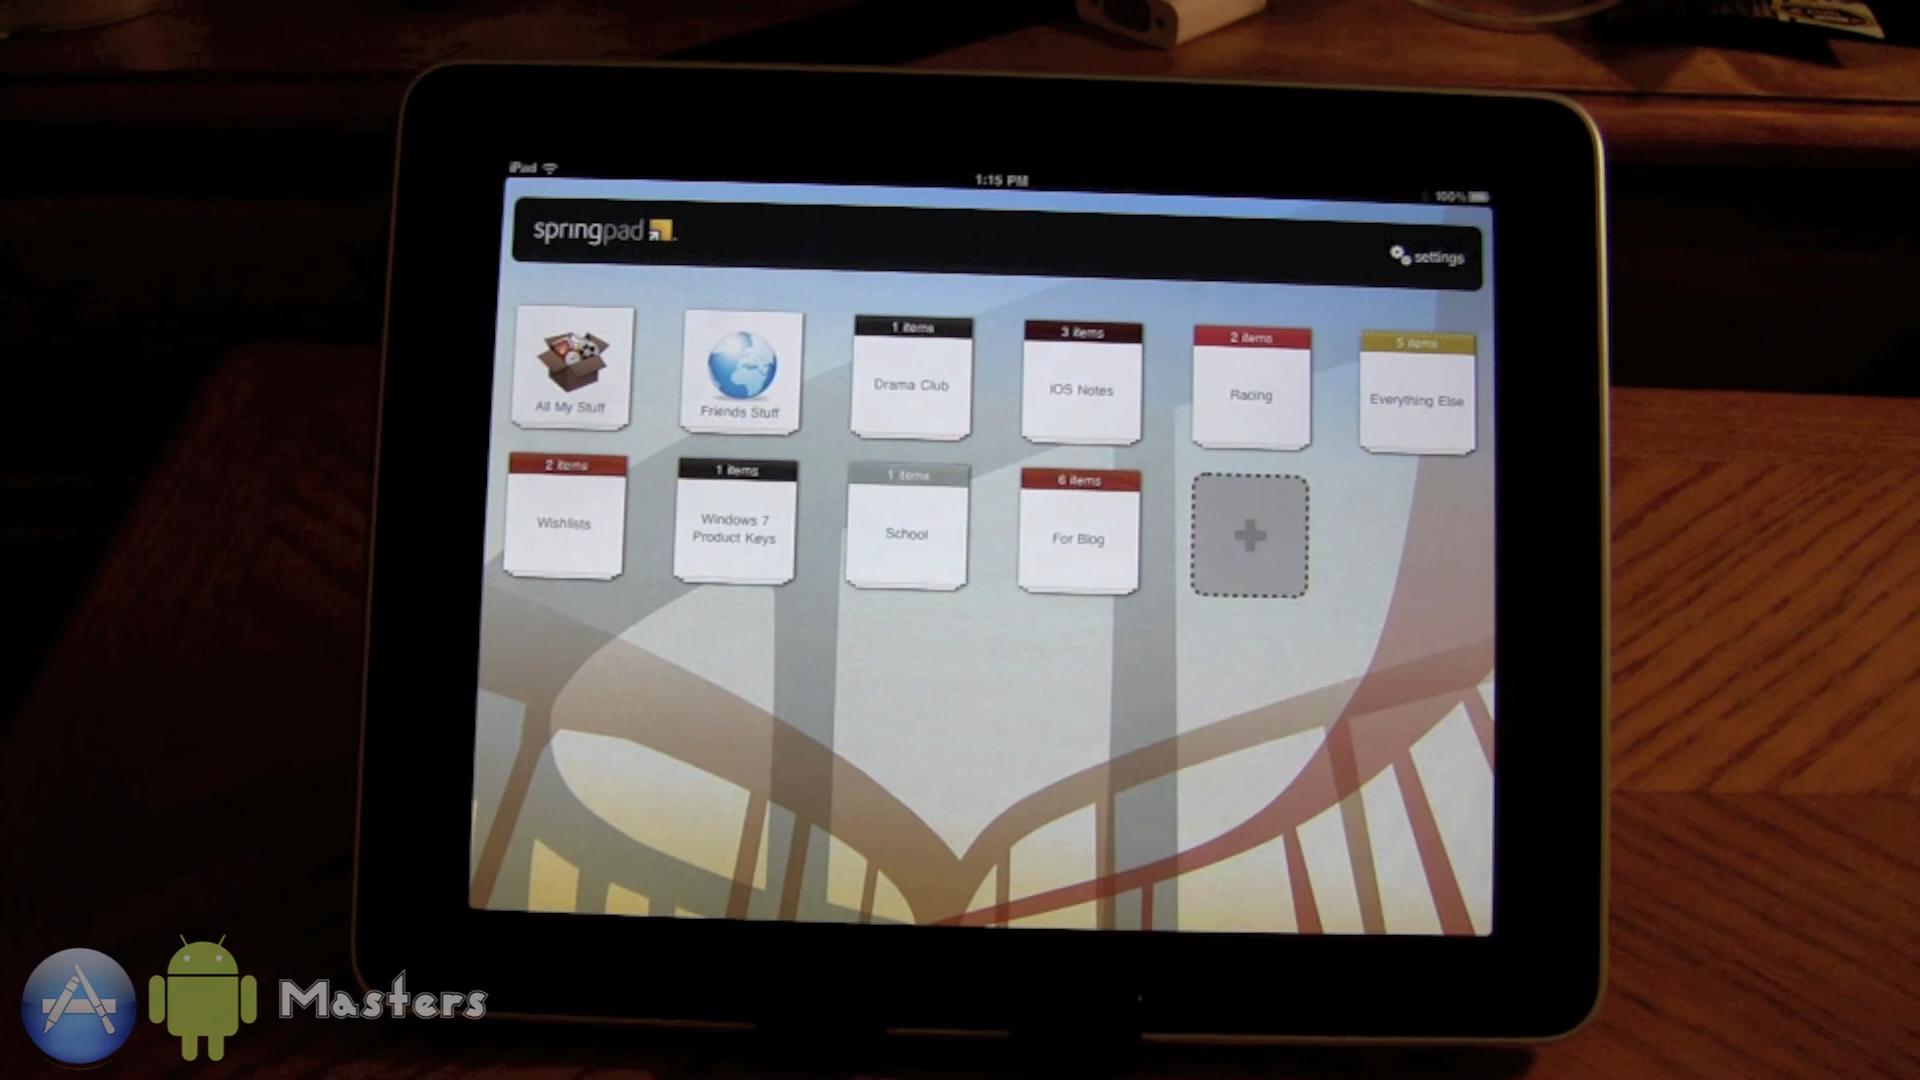 iPad
1:15 PM
100%
springpad
settings
All My Stuff
Friends Stuff
1 items
Drama Club
3 items
iOS Notes
2 items
Racing
5 items
Everything Else
2 items
Wishlists
1 items
Windows 7
Product Keys
1 items
School
6 items
For Blog
Masters